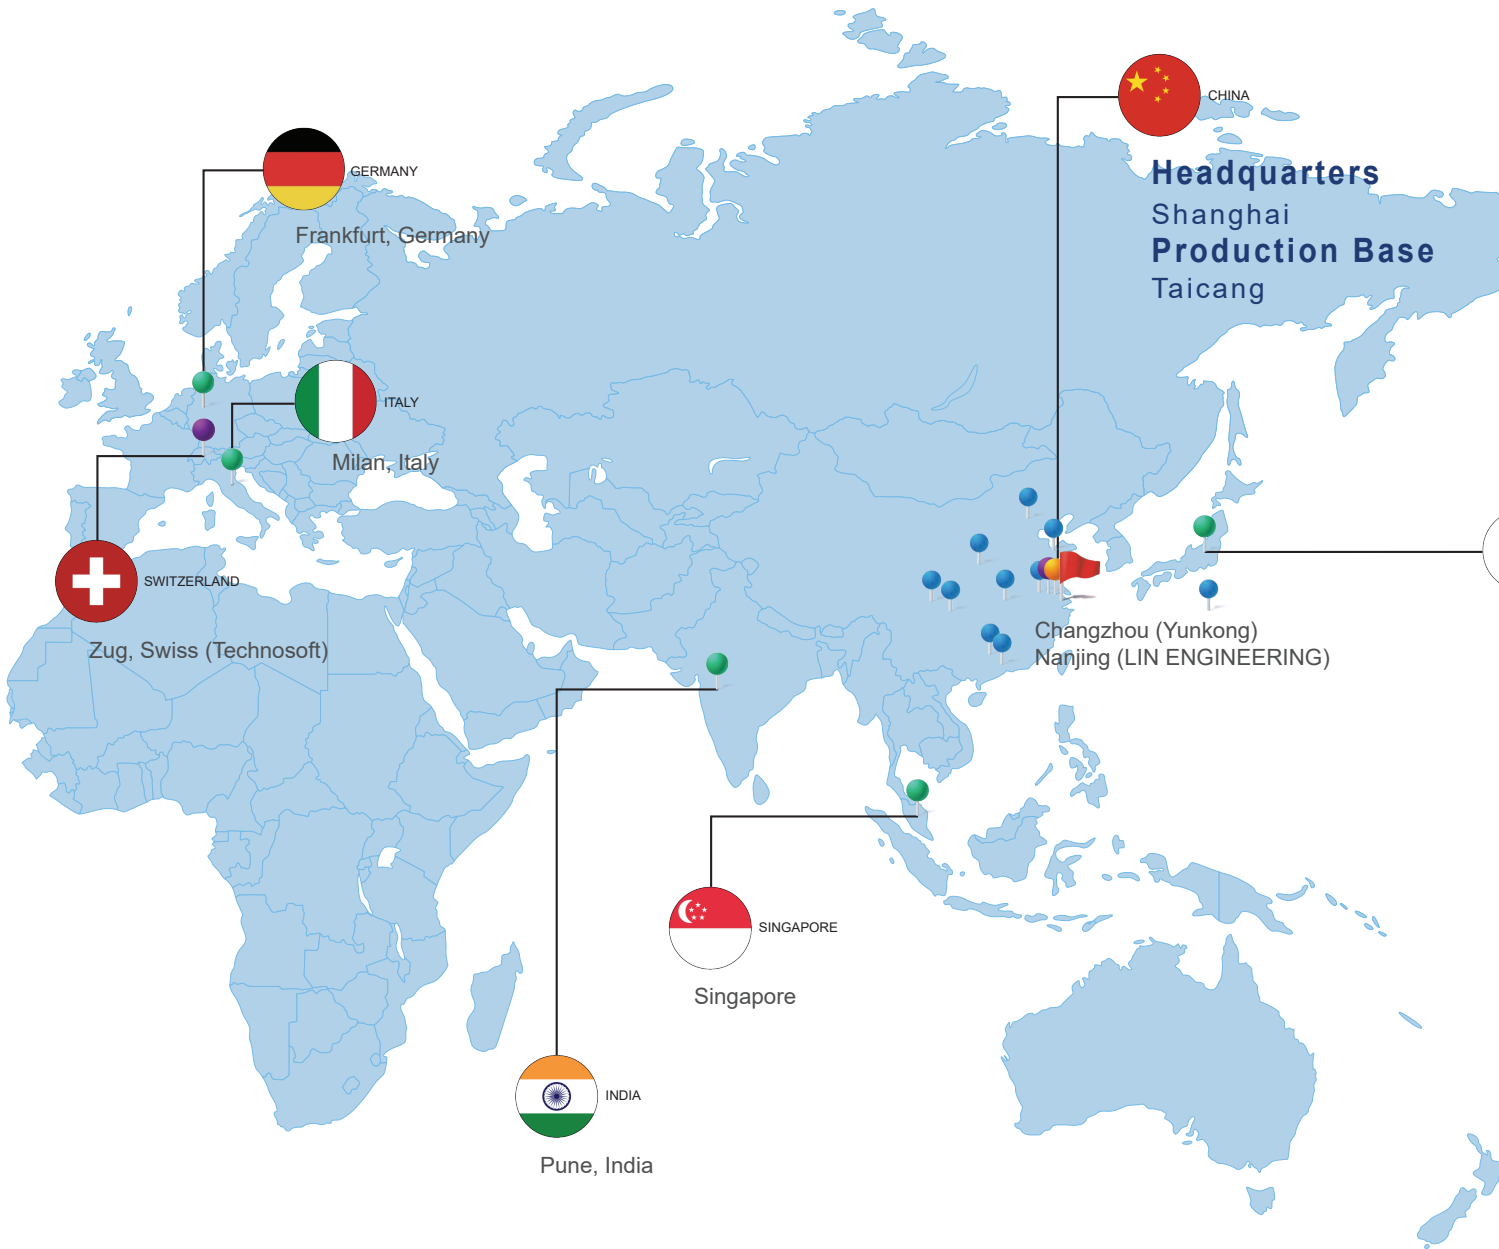 CHINA
Headquarters
Shanghai
Production Base
Taicang
GERMANY
Frankfurt, Germany
ITALY
Milan, Italy
SWITZERLAND
Zug, Swiss (Technosoft)
Changzhou (Yunkong)
Nanjing (LIN ENGINEERING)
SINGAPORE
Singapore
INDIA
Pune, India